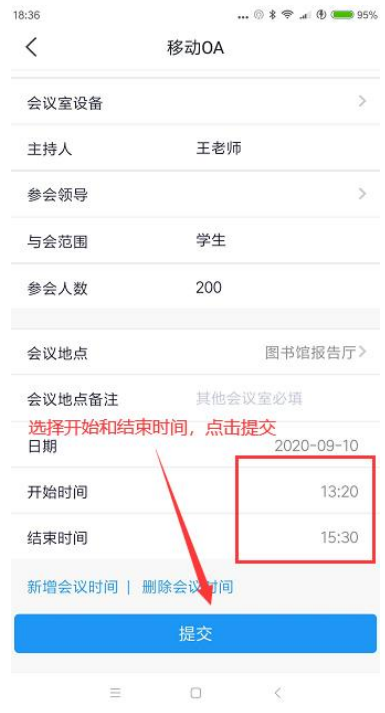 18:36 ... 95%
移动OA
会议室设备
主持人 王老师
参会领导
与会范围 学生
参会人数 200
会议地点 图书馆报告厅
会议地点备注 其他会议室必填
选择开始和结束时间，点击提交
日期 2020-09-10
开始时间 13:20
结束时间 15:30
新增会议时间 | 删除会议时间
提交